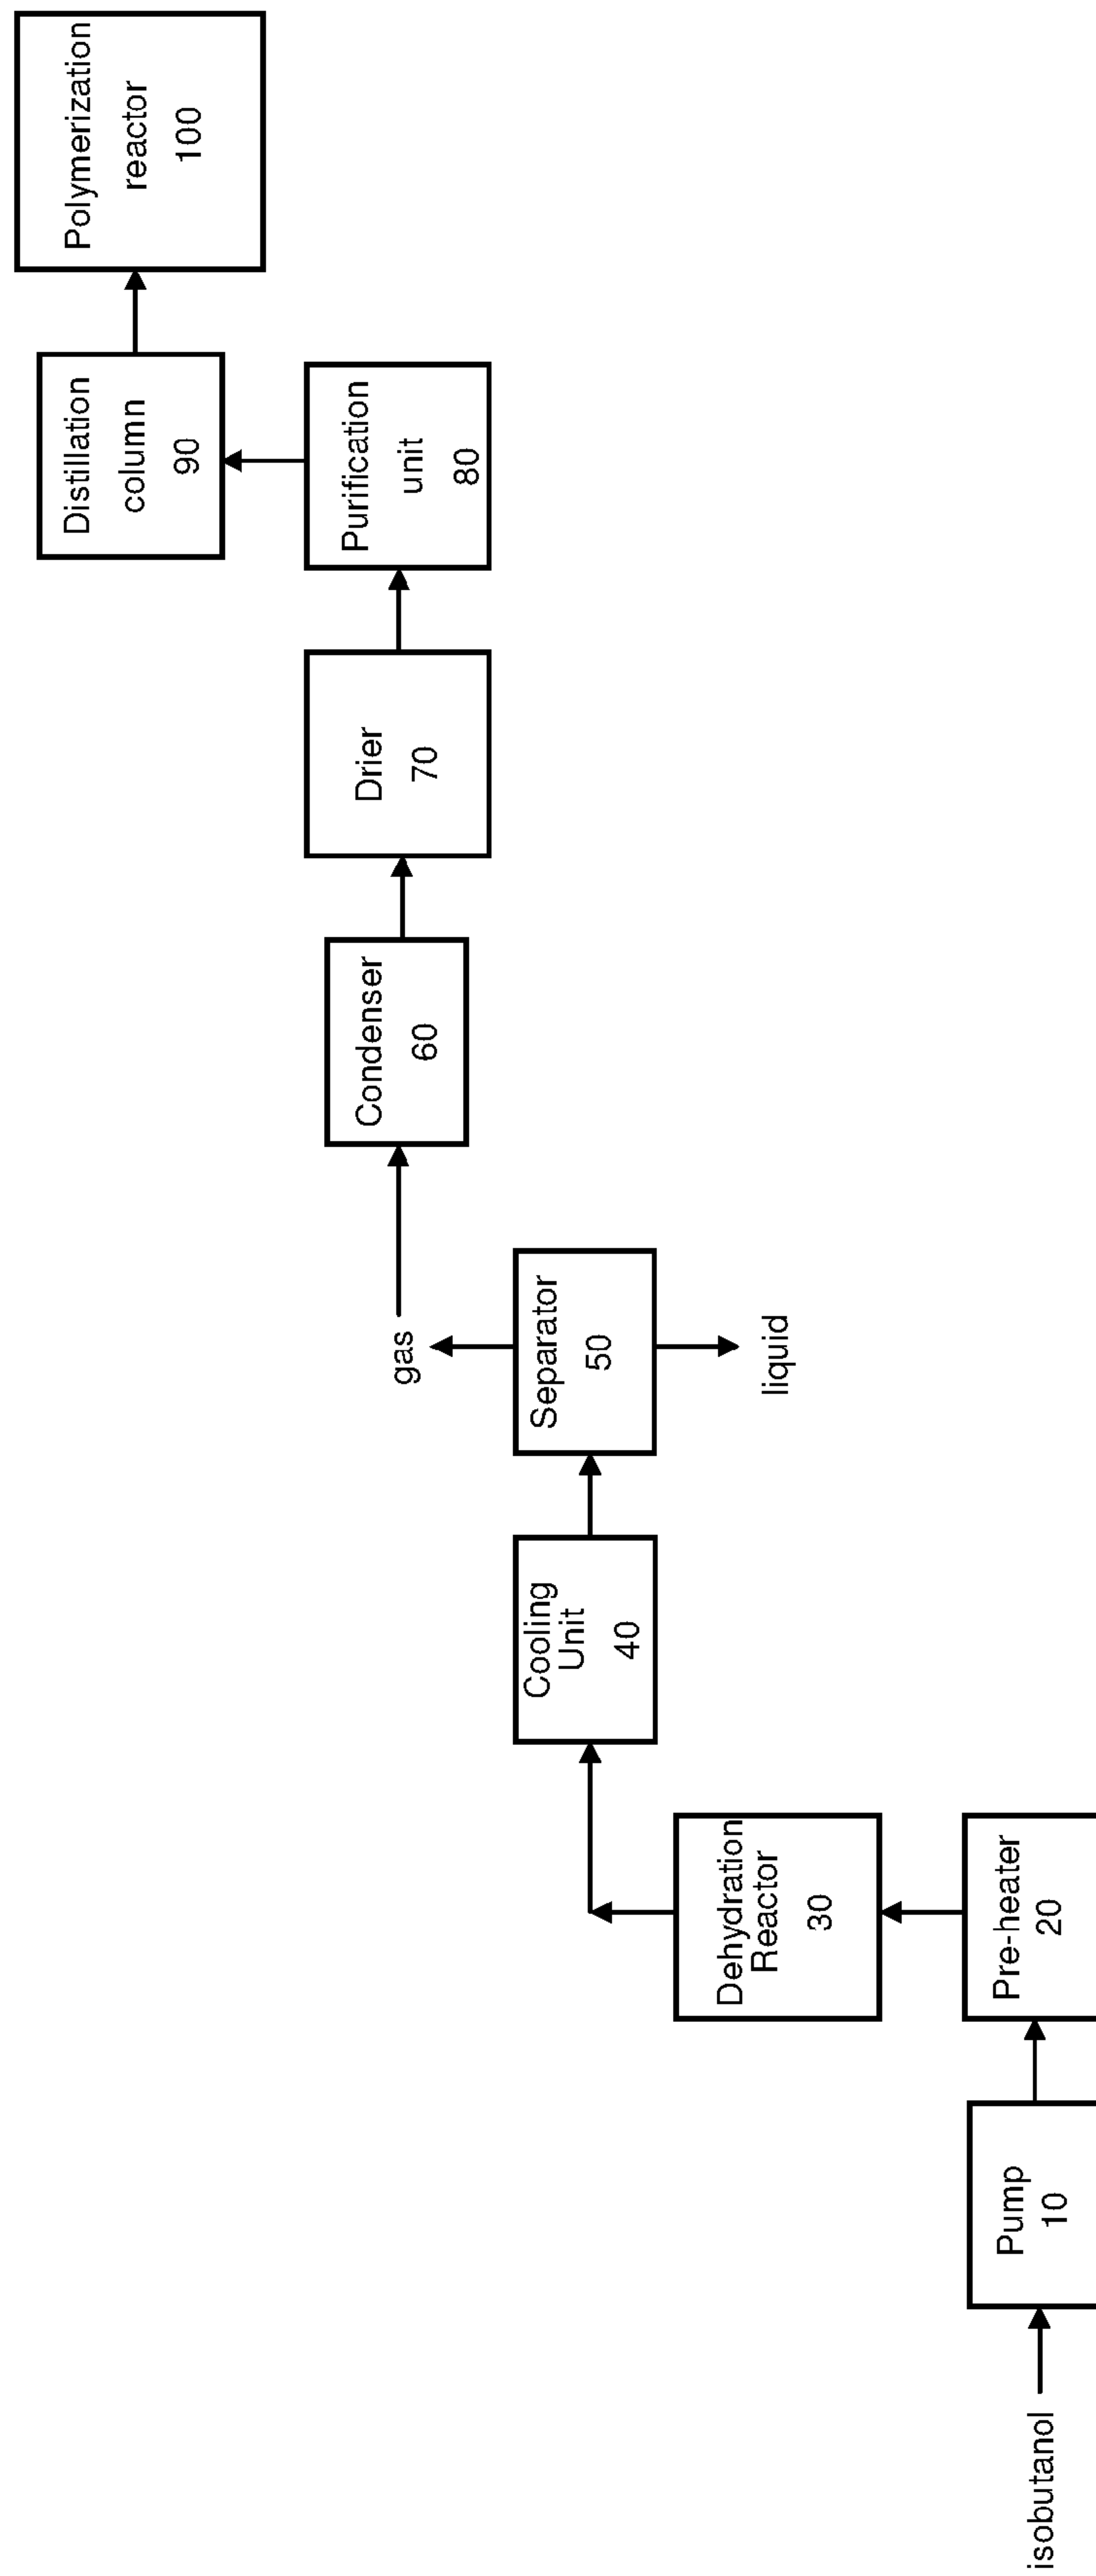 isobutanol
Pump
10
Pre-heater
20
Dehydration
Reactor
30
Cooling
Unit
40
Separator
50
gas
liquid
Condenser
60
Drier
70
Purification
unit
80
Distillation
column
90
Polymerization
reactor
100